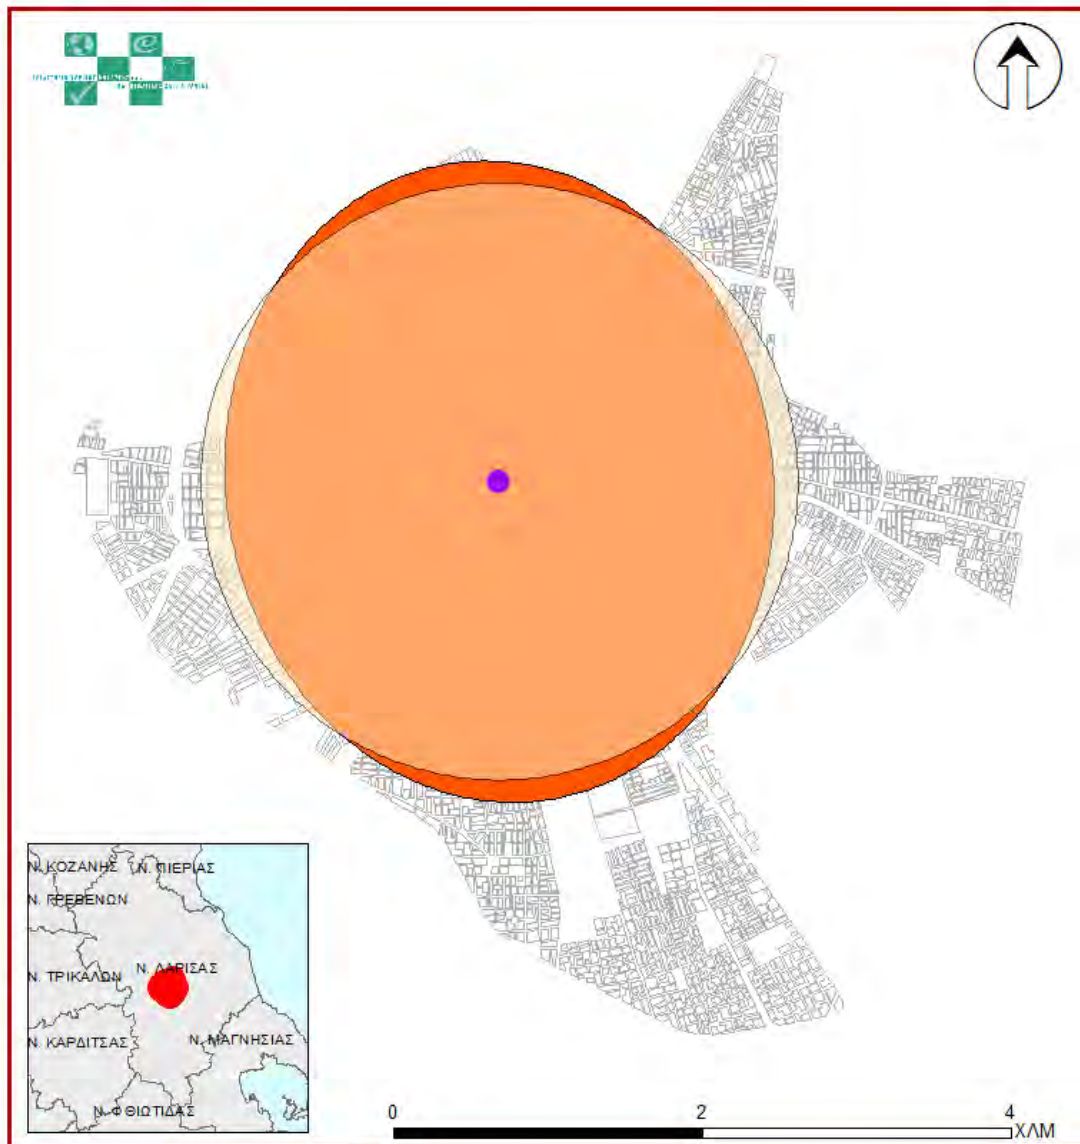 Ν. ΚΟΖΑΝΗΣ
Ν. ΠΙΕΡΙΑΣ
Ν. ΓΡΕΒΕΝΩΝ
Ν. ΛΑΡΙΣΑΣ
Ν. ΤΡΙΚΑΛΩΝ
Ν. ΚΑΡΔΙΤΣΑΣ
Ν. ΜΑΓΝΗΣΙΑΣ
Ν. ΦΘΙΩΤΙΔΑΣ
0 2 4
ΧΛΜ